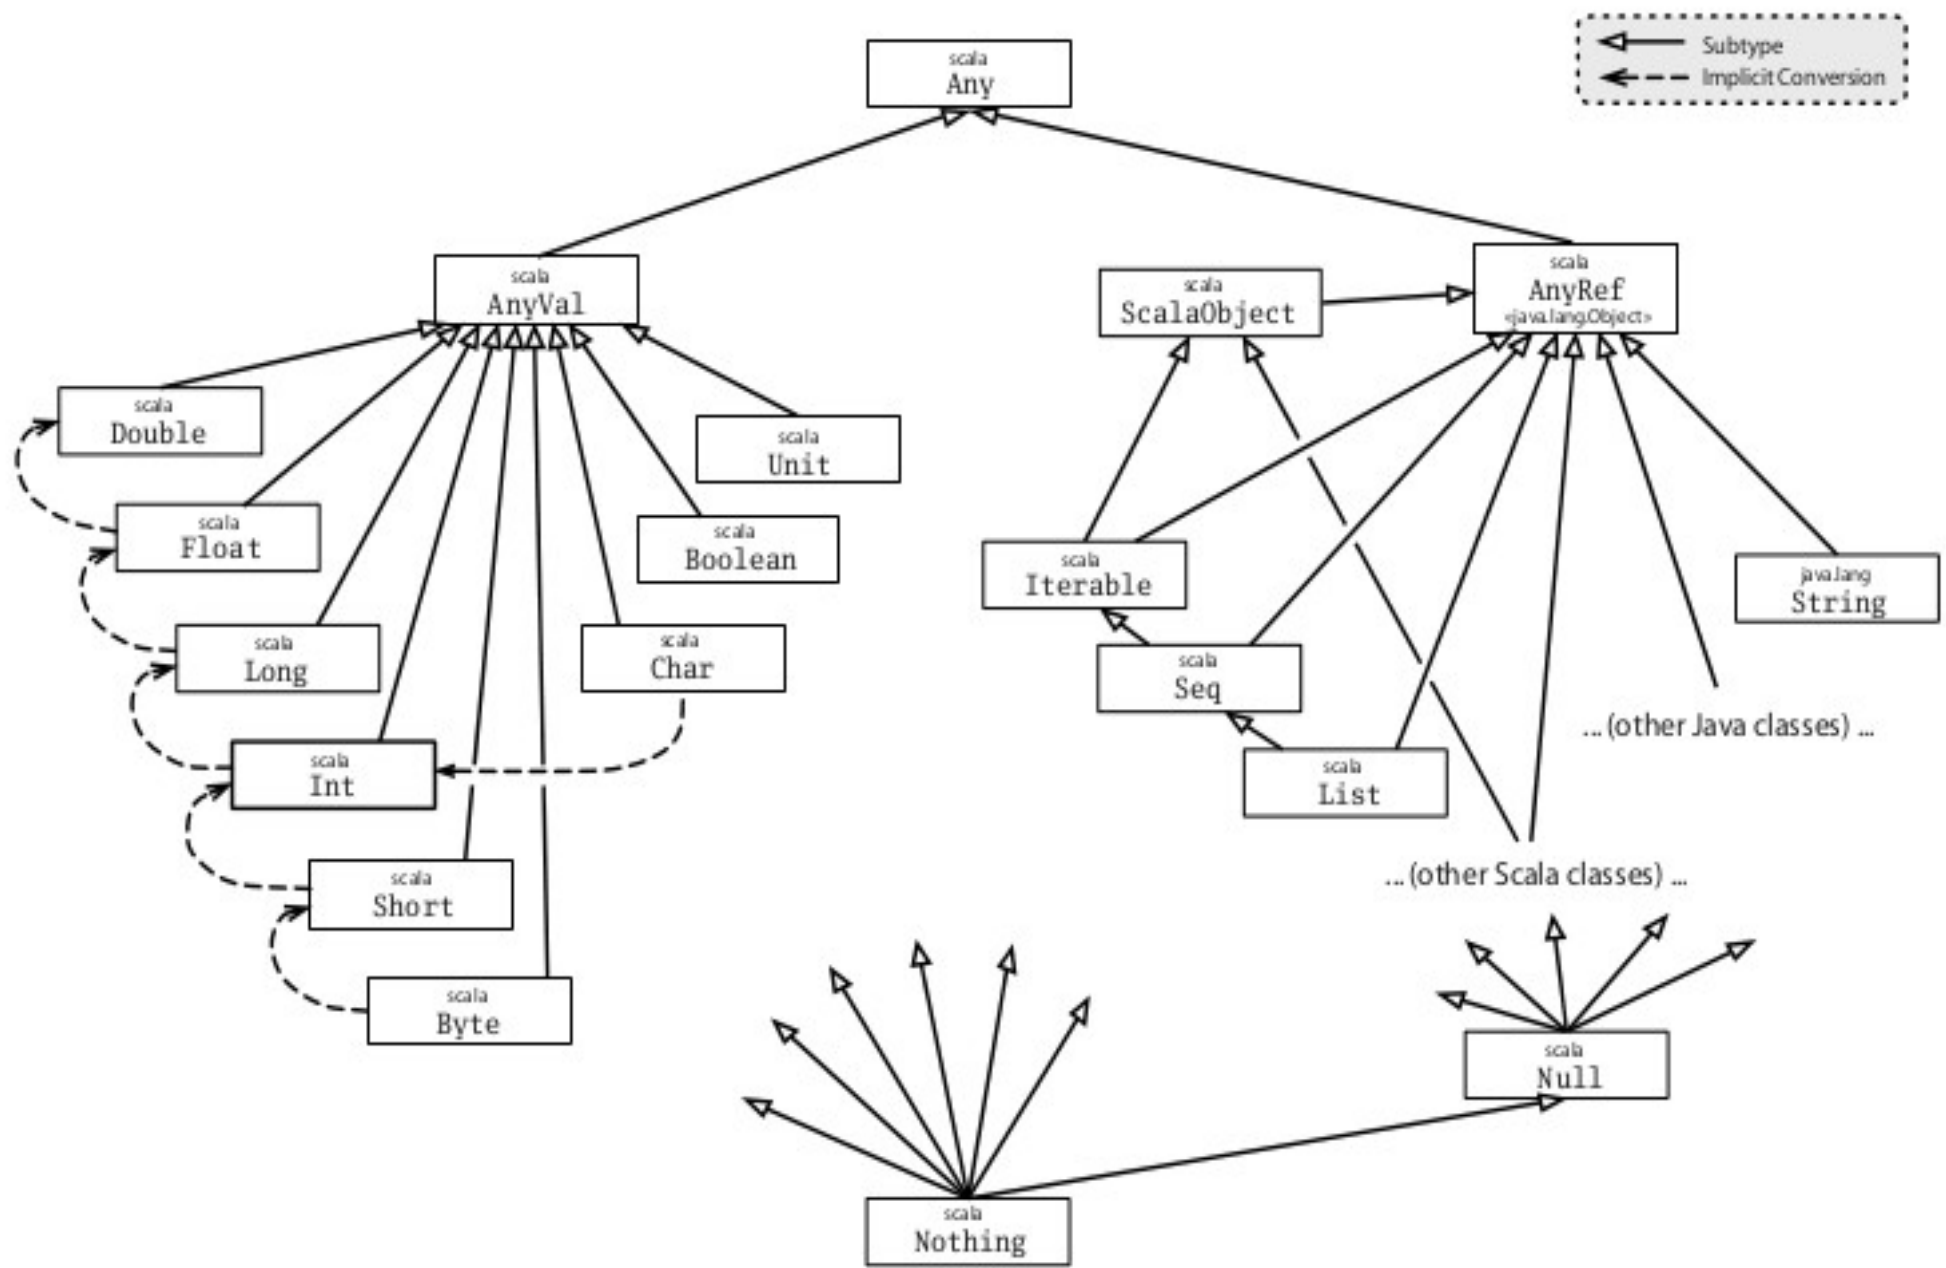 scala
Any
Subtype
Implicit Conversion
scala
AnyVal
scala
ScalaObject
scala
AnyRef
«java.lang.Object»
scala
Double
scala
Unit
scala
Float
scala
Boolean
scala
Iterable
java.lang
String
scala
Long
scala
Char
scala
Seq
... (other Java classes) ...
scala
Int
scala
List
scala
Short
... (other Scala classes) ...
scala
Byte
scala
Null
scala
Nothing